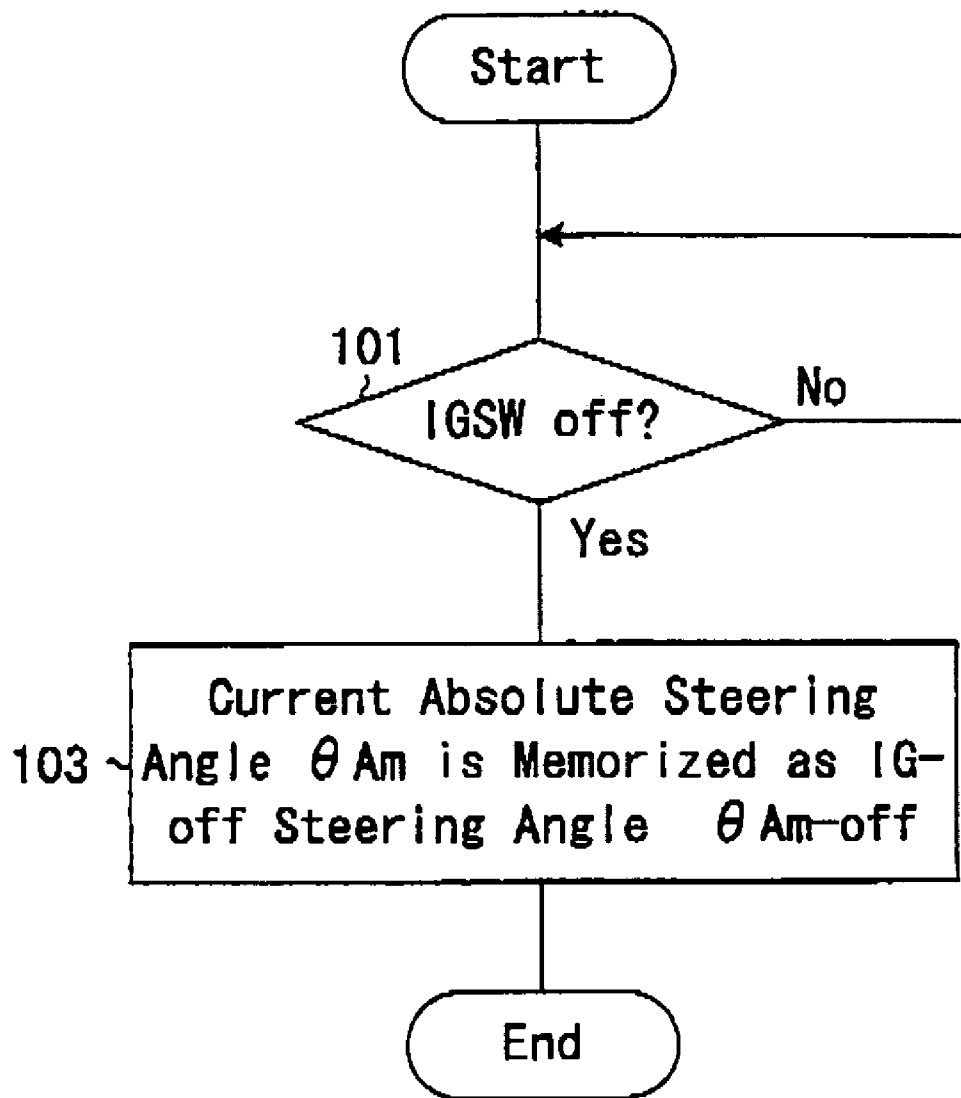 Start
101
IGSW off?
No
Yes
103
Current Absolute Steering
Angle θAm is Memorized as IG-
off Steering Angle θAm-off
End